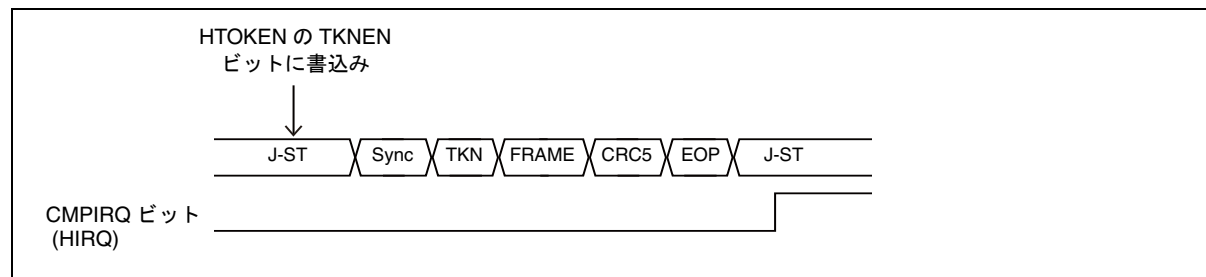 HTOKEN の TKNEN
ビットに書込み
J-ST Sync TKN FRAME CRC5 EOP J-ST
CMPIRQ ビット
(HIRQ)